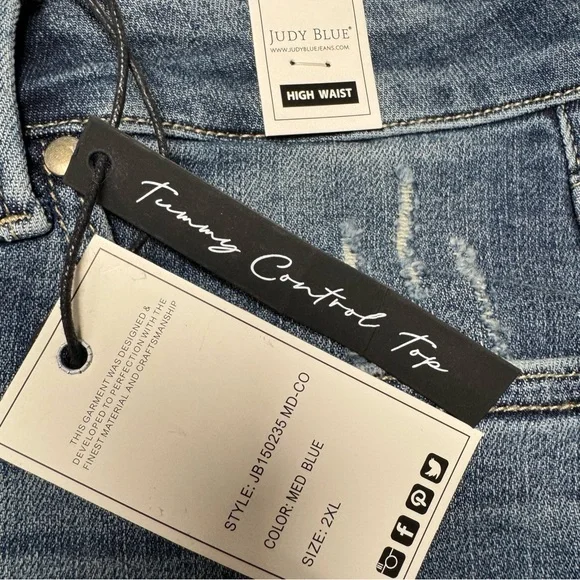 JUDY BLUE®
WWW.JUDYBLUEJEANS.COM
HIGH WAIST
Tummy Control Top
THIS GARMENT WAS DESIGNED &
DEVELOPED TO PERFECTION WITH THE
FINEST MATERIAL AND CRAFTSMANSHIP
STYLE: JB150235 MD-CO
COLOR: MED BLUE
SIZE: 2XL